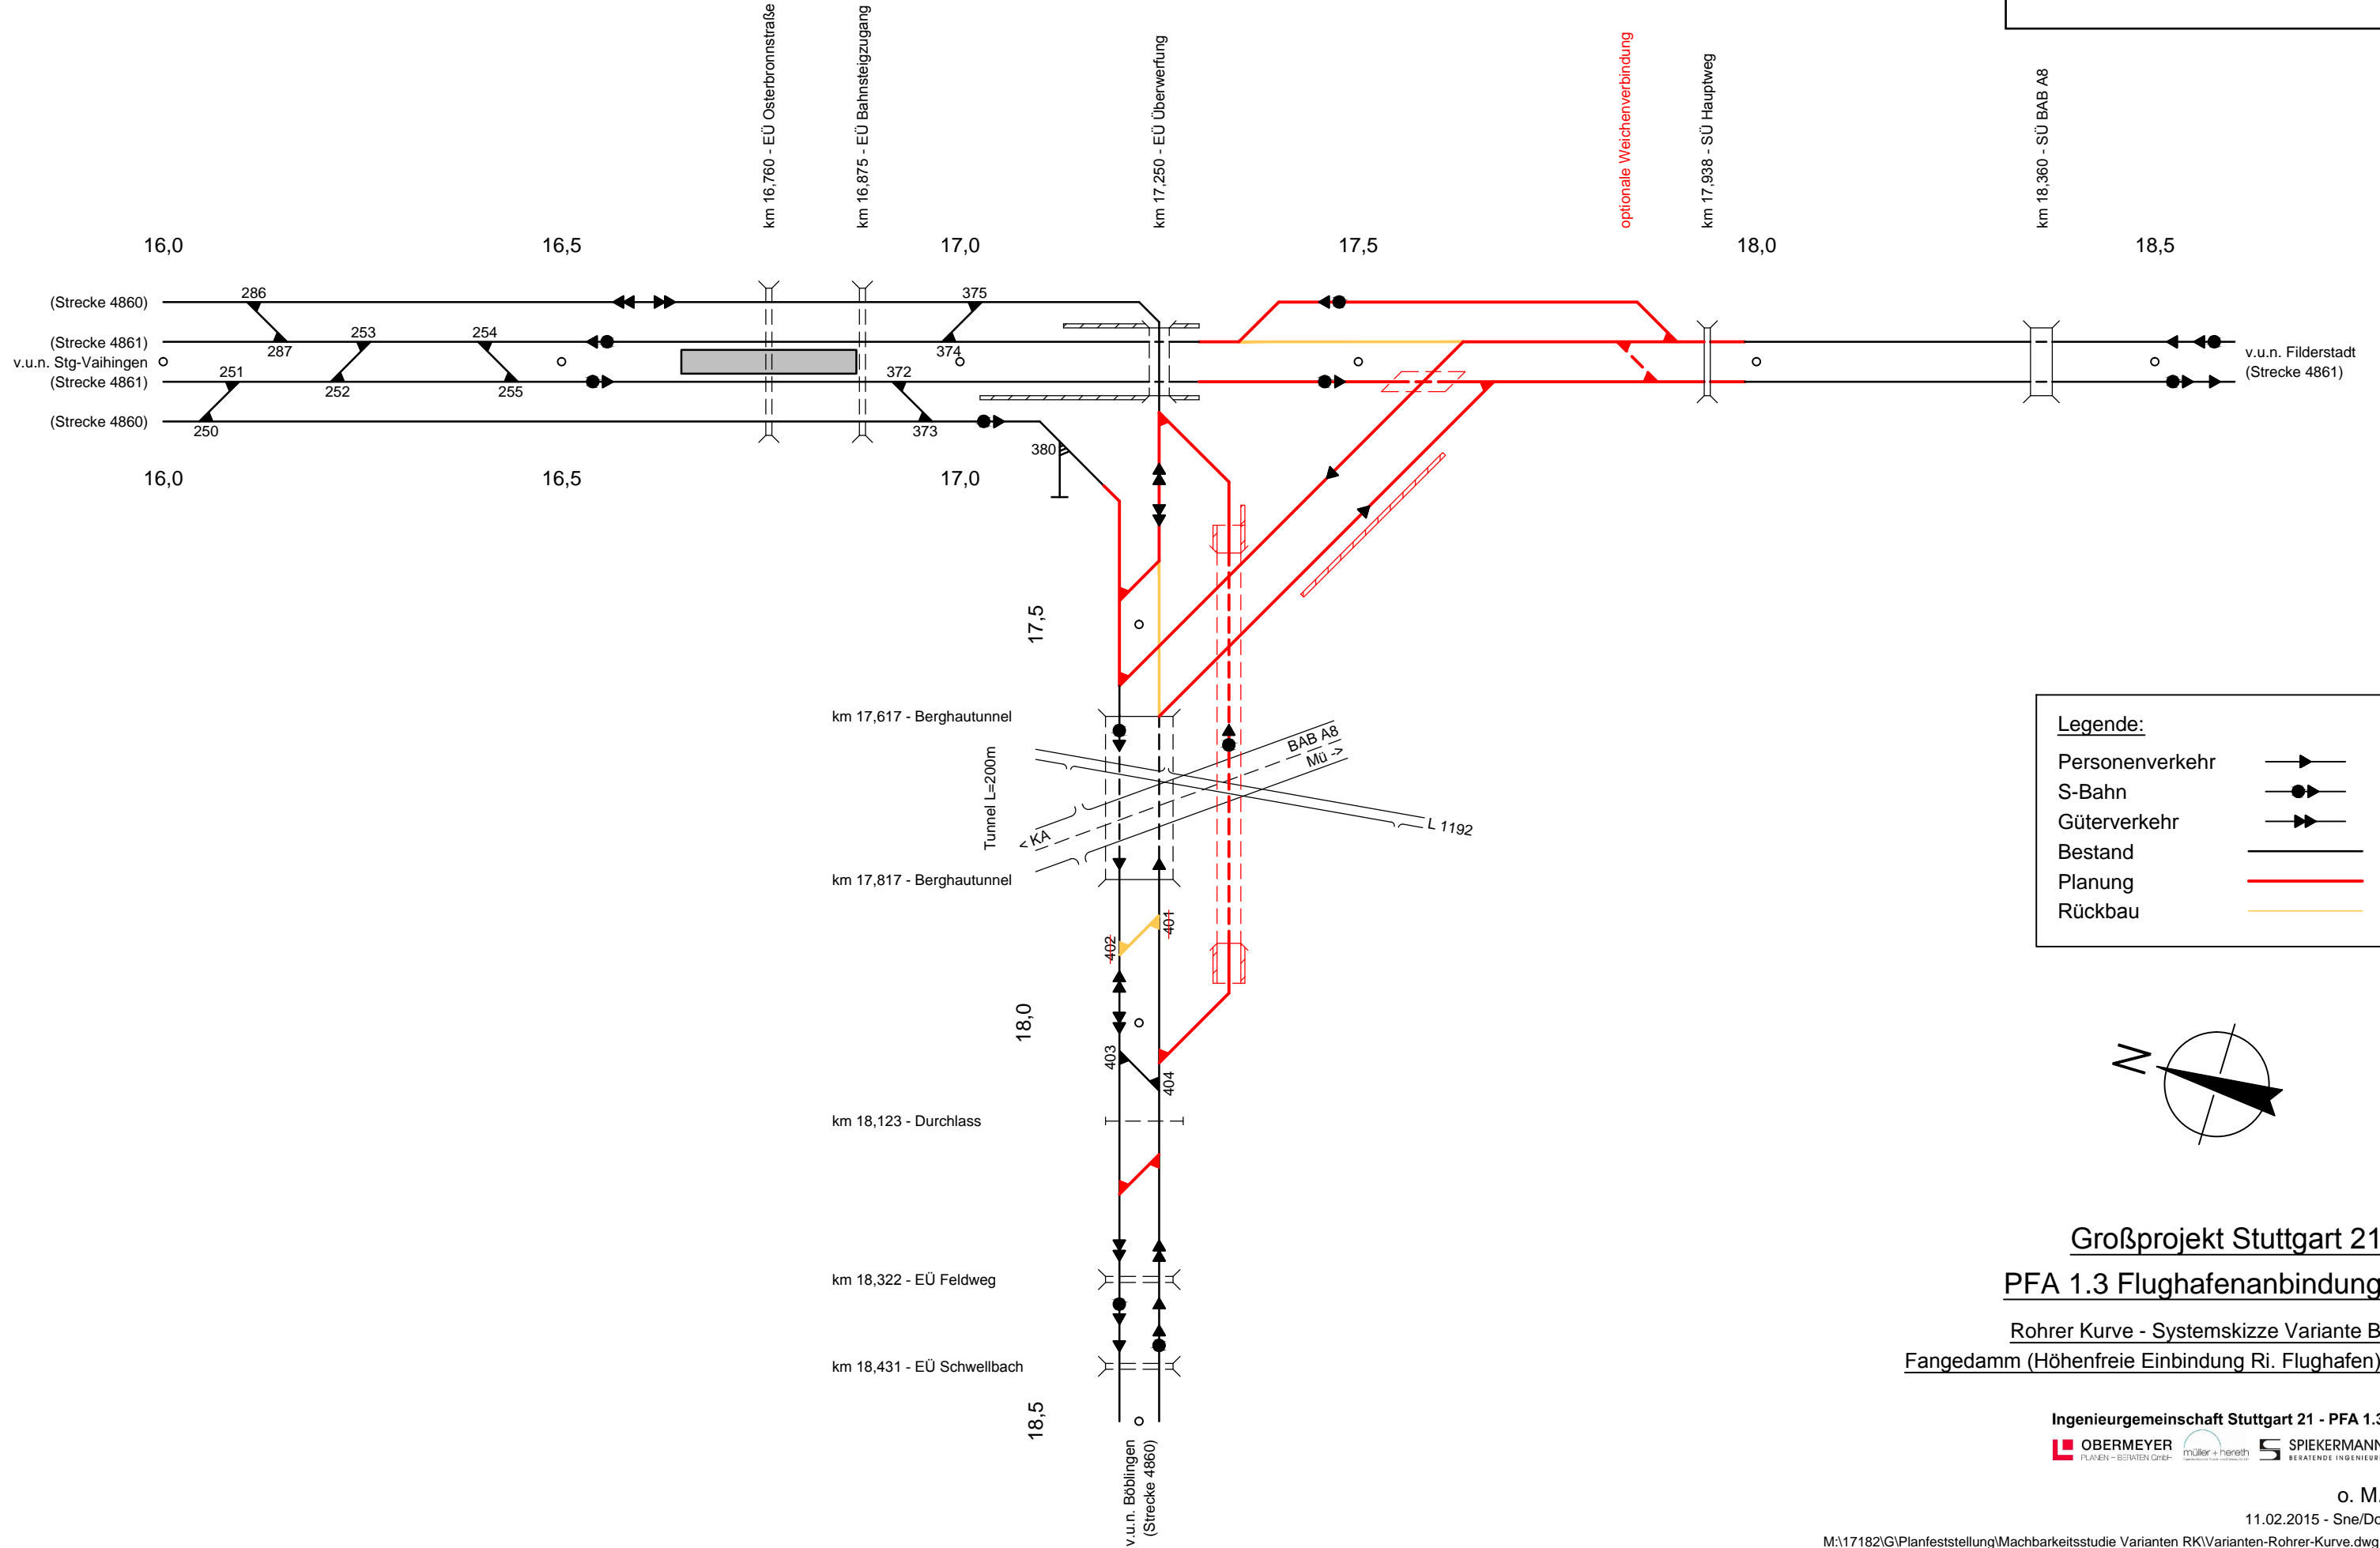 km 16,760 - EÜ Osterbronnstraße
km 16,875 - EÜ Bahnsteigzugang
km 17,250 - EÜ Überwerfung
optionale Weichenverbindung
km 17,938 - SÜ Hauptweg
km 18,360 - SÜ BAB A8
16,0
16,5
17,0
17,5
18,0
18,5
(Strecke 4860)
286
375
(Strecke 4861)
287
253
254
374
v.u.n. Stg-Vaihingen
v.u.n. Filderstadt
(Strecke 4861)
(Strecke 4861)
251
252
255
372
(Strecke 4860)
250
373
380
16,0
16,5
17,0
17,5
km 17,617 - Berghautunnel
Tunnel L=200m
BAB A8
Mü ->
< KA
L 1192
km 17,817 - Berghautunnel
401
402
18,0
403
404
km 18,123 - Durchlass
km 18,322 - EÜ Feldweg
km 18,431 - EÜ Schwellbach
18,5
v.u.n. Böblingen
(Strecke 4860)
Legende:
Personenverkehr
S-Bahn
Güterverkehr
Bestand
Planung
Rückbau
N
Großprojekt Stuttgart 21
PFA 1.3 Flughafenanbindung
Rohrer Kurve - Systemskizze Variante B
Fangedamm (Höhenfreie Einbindung Ri. Flughafen)
Ingenieurgemeinschaft Stuttgart 21 - PFA 1.3
OBERMEYER
PLANEN - BERATEN GmbH
müller + hereth
SPIEKERMANN
BERATENDE INGENIEURE
o. M.
11.02.2015 - Sne/Do
M:\17182\G\Planfeststellung\Machbarkeitsstudie Varianten RK\Varianten-Rohrer-Kurve.dwg